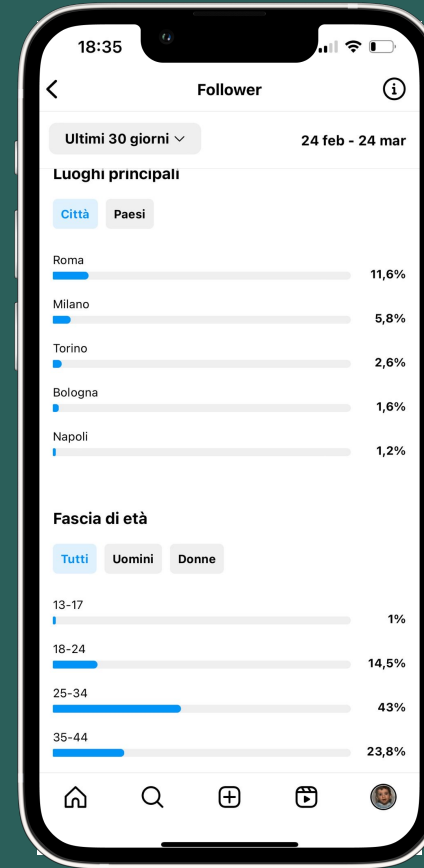 18:35
Follower
Ultimi 30 giorni
24 feb - 24 mar
Luoghi principali
Città Paesi
Roma
11,6%
Milano
5,8%
Torino
2,6%
Bologna
1,6%
Napoli
1,2%
Fascia di età
Tutti Uomini Donne
13-17
1%
18-24
14,5%
25-34
43%
35-44
23,8%